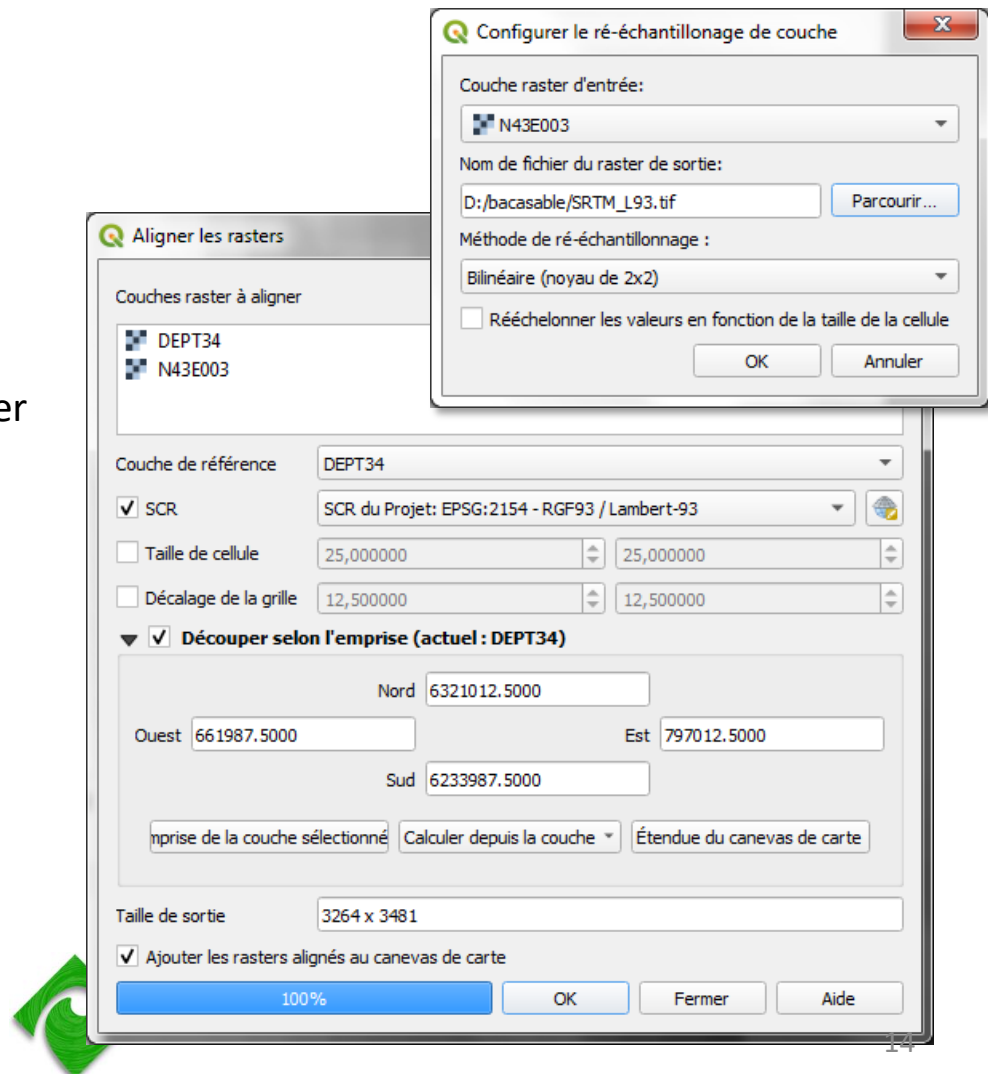 Configurer le ré-échantillonage de couche
x
Couche raster d'entrée:
N43E003
Nom de fichier du raster de sortie:
D:/bacasable/SRTM_L93.tif
Parcourir...
Méthode de ré-échantillonnage :
Bilinéaire (noyau de 2x2)
Rééchelonner les valeurs en fonction de la taille de la cellule
OK
Annuler
er
Aligner les rasters
Couches raster à aligner
DEPT34
N43E003
Couche de référence
DEPT34
SCR
SCR du Projet: EPSG:2154 - RGF93 / Lambert-93
Taille de cellule
25,000000
25,000000
Décalage de la grille
12,500000
12,500000
Découper selon l'emprise (actuel : DEPT34)
Nord
6321012.5000
Ouest
661987.5000
Est
797012.5000
Sud
6233987.5000
mprise de la couche sélectionné
Calculer depuis la couche
Étendue du canevas de carte
Taille de sortie
3264 x 3481
Ajouter les rasters alignés au canevas de carte
100%
OK
Fermer
Aide
14